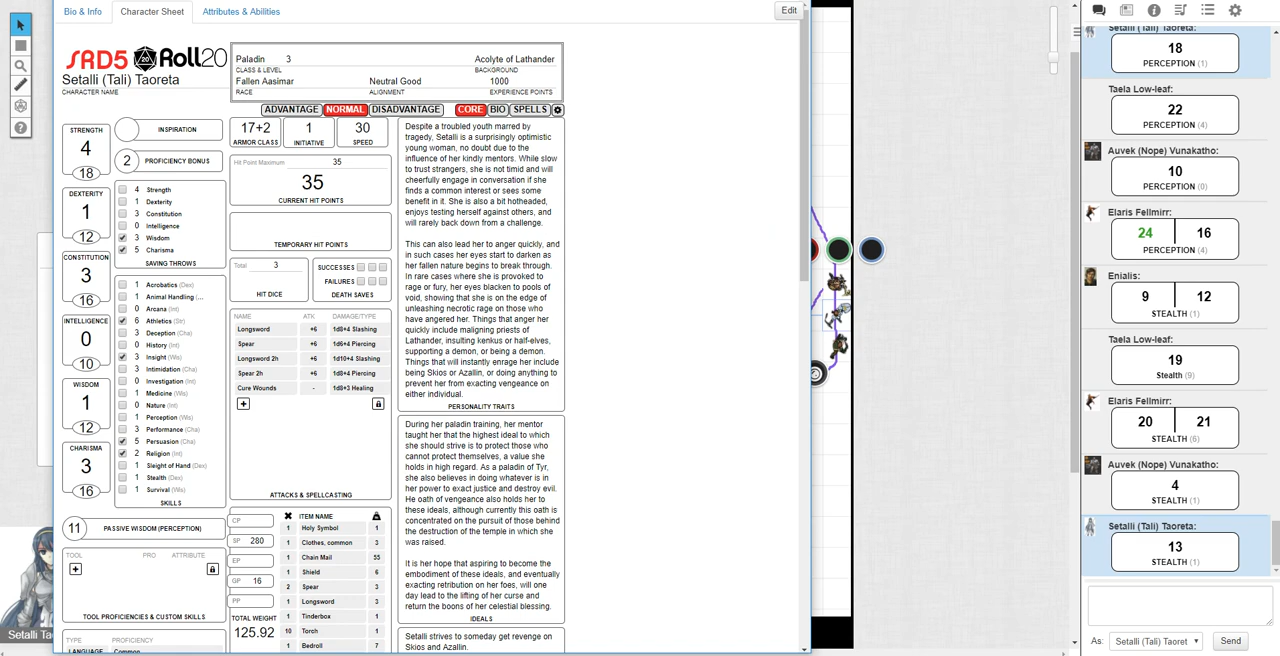 Bio & Info
Character Sheet
Attributes & Abilities
Edit
SRD5 Roll20
Setalli (Tali) Taoreta
CHARACTER NAME
Paladin 3
CLASS & LEVEL
Acolyte of Lathander
BACKGROUND
Fallen Aasimar
RACE
Neutral Good
ALIGNMENT
1000
EXPERIENCE POINTS
ADVANTAGE NORMAL DISADVANTAGE
CORE BIO SPELLS
STRENGTH
4
18
DEXTERITY
1
12
CONSTITUTION
3
16
INTELLIGENCE
0
10
WISDOM
1
12
CHARISMA
3
16
INSPIRATION
2 PROFICIENCY BONUS
4 Strength
1 Dexterity
3 Constitution
0 Intelligence
3 Wisdom
5 Charisma
SAVING THROWS
1 Acrobatics (Dex)
1 Animal Handling (...
0 Arcana (Int)
6 Athletics (Str)
3 Deception (Cha)
0 History (Int)
3 Insight (Wis)
3 Intimidation (Cha)
0 Investigation (Int)
1 Medicine (Wis)
0 Nature (Int)
1 Perception (Wis)
3 Performance (Cha)
5 Persuasion (Cha)
2 Religion (Int)
1 Sleight of Hand (Dex)
1 Stealth (Dex)
1 Survival (Wis)
SKILLS
11 PASSIVE WISDOM (PERCEPTION)
TOOL PRO ATTRIBUTE
TOOL PROFICIENCIES & CUSTOM SKILLS
TYPE PROFICIENCY
LANGUAGE Common
17+2
ARMOR CLASS
1
INITIATIVE
30
SPEED
Hit Point Maximum 35
35
CURRENT HIT POINTS
TEMPORARY HIT POINTS
Total 3
HIT DICE
SUCCESSES
FAILURES
DEATH SAVES
NAME ATK DAMAGE/TYPE
Longsword +6 1d8+4 Slashing
Spear +6 1d6+4 Piercing
Longsword 2h +6 1d10+4 Slashing
Spear 2h +6 1d8+4 Piercing
Cure Wounds - 1d8+3 Healing
ATTACKS & SPELLCASTING
CP
SP 280
EP
GP 16
PP
TOTAL WEIGHT
125.92
ITEM NAME
1 Holy Symbol 1
1 Clothes, common 3
1 Chain Mail 55
1 Shield 6
2 Spear 3
1 Longsword 3
1 Tinderbox 1
10 Torch 1
1 Bedroll 7
Despite a troubled youth marred by
tragedy, Setalli is a surprisingly optimistic
young woman, no doubt due to the
influence of her kindly mentors. While slow
to trust strangers, she is not timid and will
cheerfully engage in conversation if she
finds a common interest or sees some
benefit in it. She is also a bit hotheaded,
enjoys testing herself against others, and
will rarely back down from a challenge.
This can also lead her to anger quickly, and
in such cases her eyes start to darken as
her fallen nature begins to break through.
In rare cases where she is provoked to
rage or fury, her eyes blacken to pools of
void, showing that she is on the edge of
unleashing necrotic rage on those who
have angered her. Things that anger her
quickly include maligning priests of
Lathander, insulting kenkus or half-elves,
supporting a demon, or being a demon.
Things that will instantly enrage her include
being Skios or Azallin, or doing anything to
prevent her from exacting vengeance on
either individual.
PERSONALITY TRAITS
During her paladin training, her mentor
taught her that the highest ideal to which
she should strive is to protect those who
cannot protect themselves, a value she
holds in high regard. As a paladin of Tyr,
she also believes in doing whatever is in
her power to exact justice and destroy evil.
He oath of vengeance also holds her to
these ideals, although currently this oath is
concentrated on the pursuit of those behind
the destruction of the temple in which she
was raised.
It is her hope that aspiring to become the
embodiment of these ideals, and eventually
exacting retribution on her foes, will one
day lead to the lifting of her curse and
return the boons of her celestial blessing.
IDEALS
Setalli strives to someday get revenge on
Skios and Azallin.
Setalli Tao
Setalli (Tali) Taoreta:
18
PERCEPTION (1)
Taela Low-leaf:
22
PERCEPTION (4)
Auvek (Nope) Vunakatho:
10
PERCEPTION (0)
Elaris Fellmirr:
24 16
PERCEPTION (4)
Enialis:
9 12
STEALTH (1)
Taela Low-leaf:
19
Stealth (9)
Elaris Fellmirr:
20 21
STEALTH (6)
Auvek (Nope) Vunakatho:
4
STEALTH (1)
Setalli (Tali) Taoreta:
13
STEALTH (1)
As: Setalli (Tali) Taoret
Send